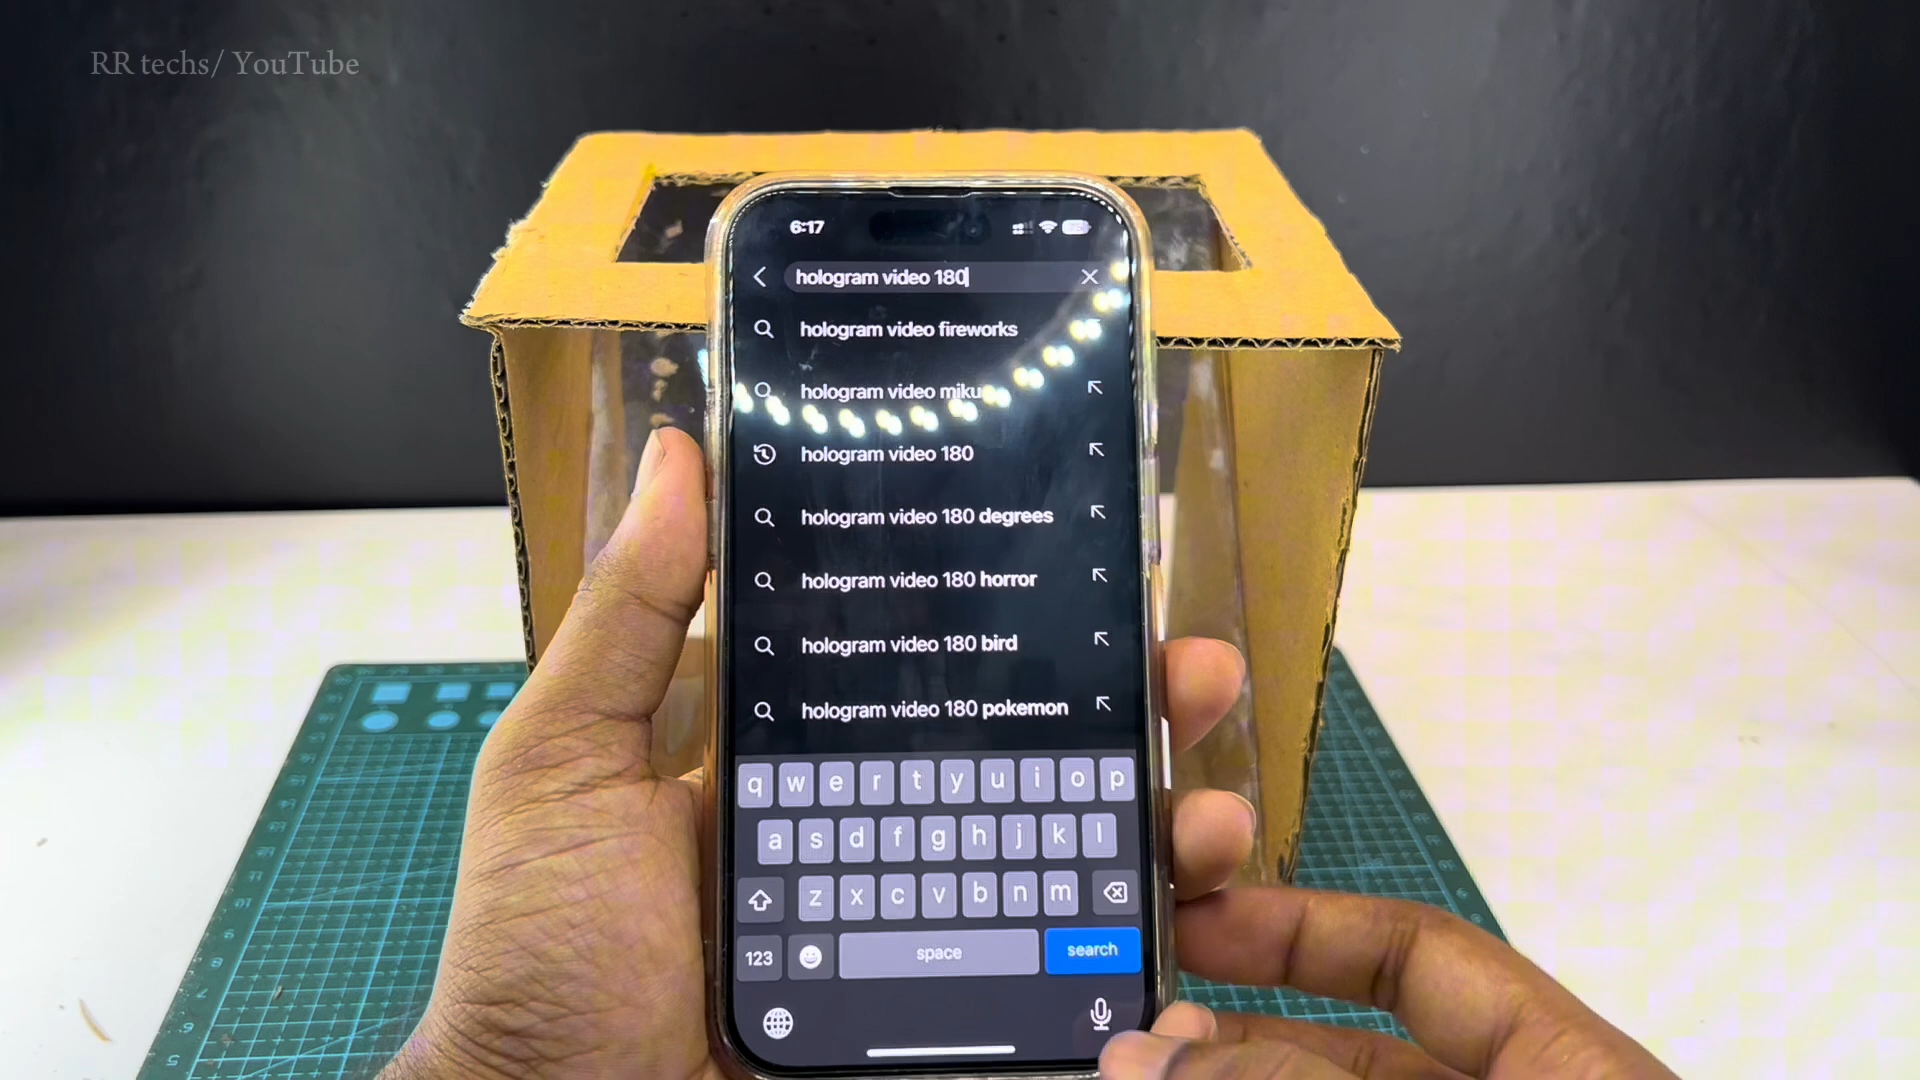 RR techs/ YouTube
6:17
hologram video 180
hologram video fireworks
hologram video miku
hologram video 180
hologram video 180 degrees
hologram video 180 horror
hologram video 180 bird
hologram video 180 pokemon
q w e r t y u i o p
a s d f g h j k l
z x c v b n m
123 space search